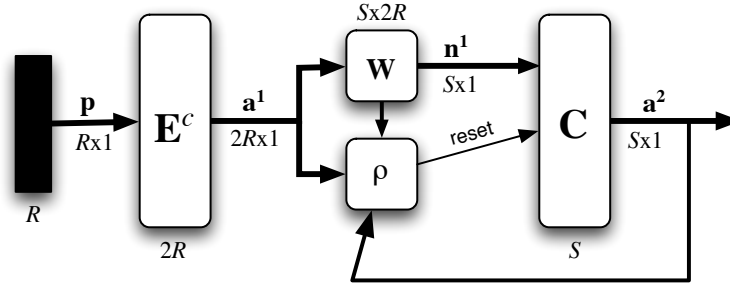 Sx2R
W
n¹
Sx1
p
Rx1
R
Eᶜ
2R
a¹
2Rx1
ρ
reset
C
S
a²
Sx1